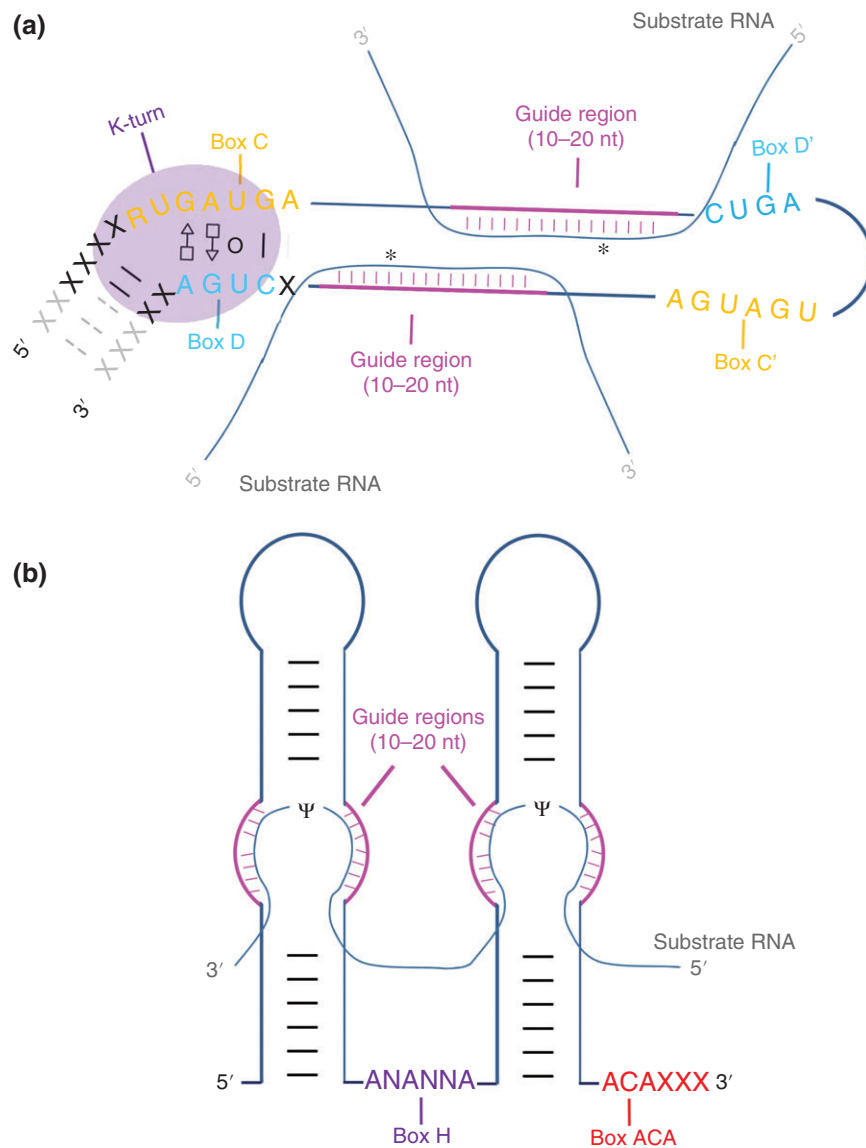 (a)
Substrate RNA
3′
5′
K-turn
Guide region
(10–20 nt)
Box C
Box D’
RUGAUGA
CUGA
XXXX
O
*
*
AGUCX
XX
AGUAGU
Box D
Guide region
(10–20 nt)
Box C’
XX
XXX
5′
3′
5′
3′
Substrate RNA
(b)
Guide regions
(10–20 nt)
Ψ
Ψ
Substrate RNA
3′
5′
5′
ANANNA
ACAXXX
3′
Box H
Box ACA